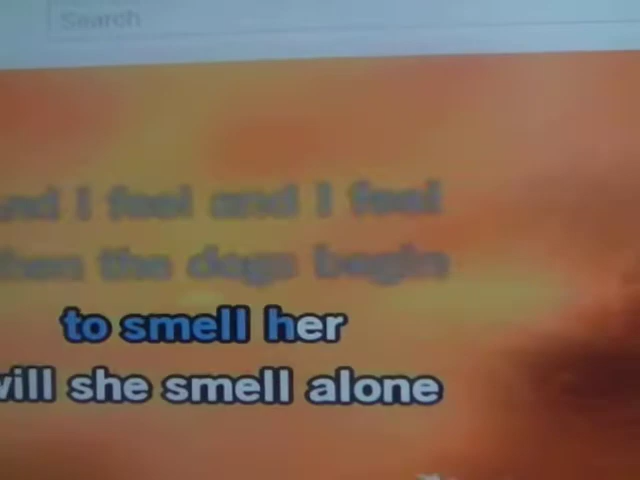 Search
and I feel and I feel
when the dogs begin
to smell her
will she smell alone